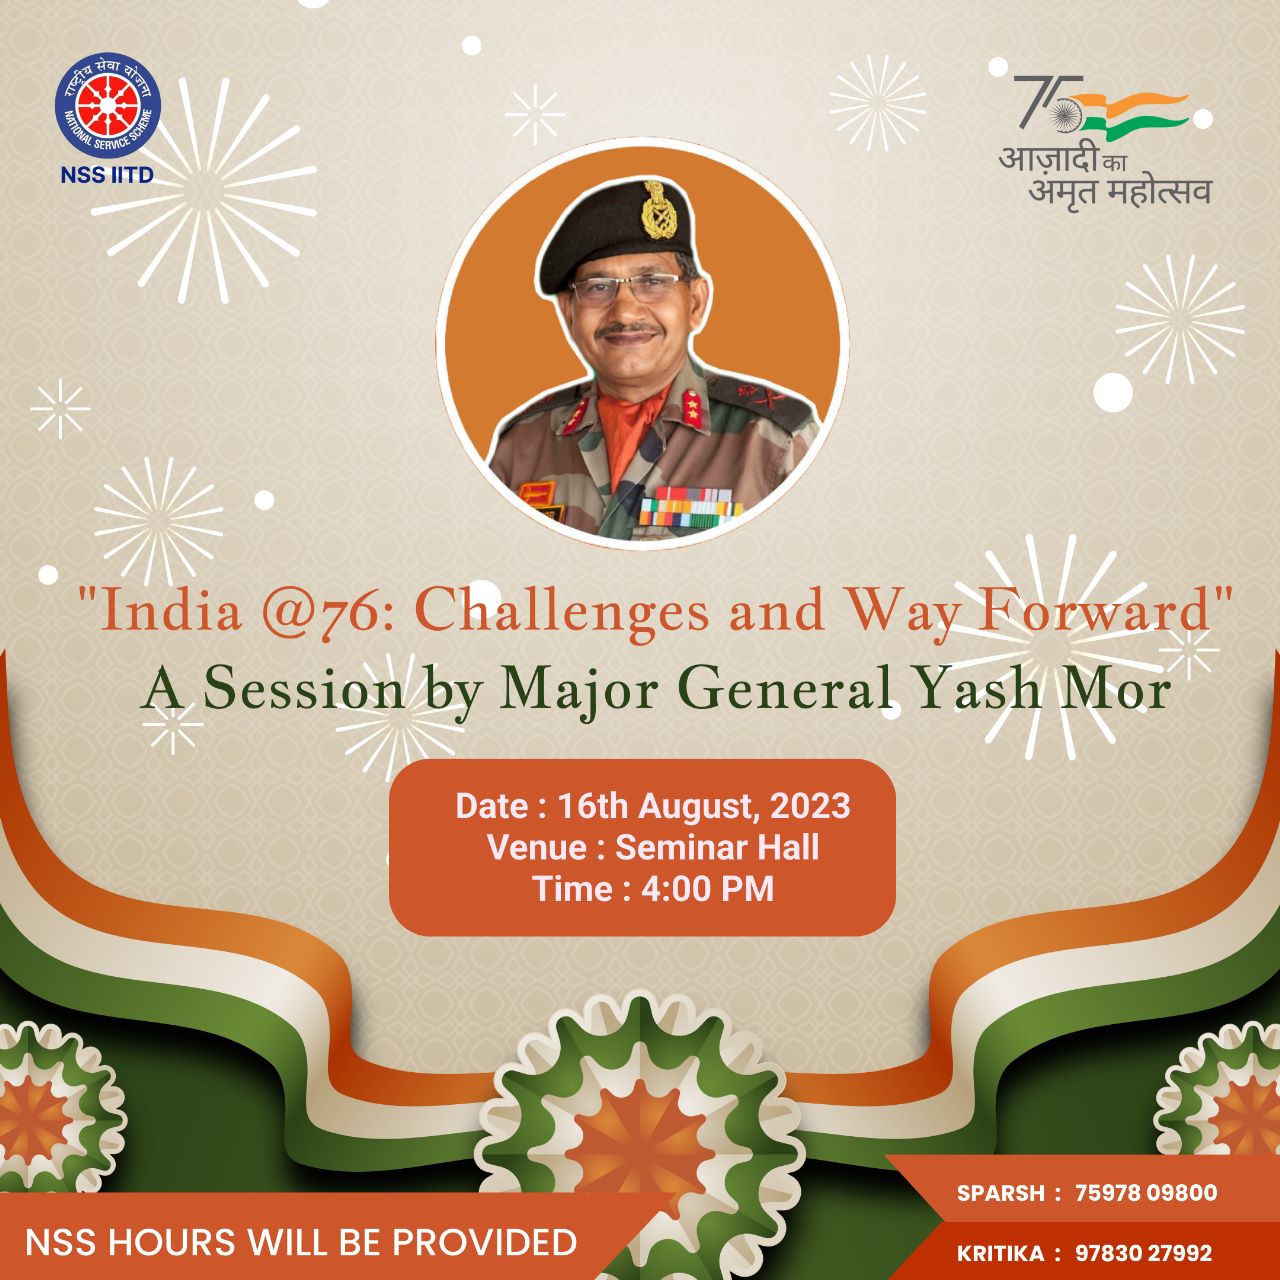 राष्ट्रीय सेवा योजना
NATIONAL SERVICE SCHEME
NSS IITD
75
आज़ादी का
अमृत महोत्सव
"India @76: Challenges and Way Forward"
A Session by Major General Yash Mor
Date : 16th August, 2023
Venue : Seminar Hall
Time : 4:00 PM
NSS HOURS WILL BE PROVIDED
SPARSH : 75978 09800
KRITIKA : 97830 27992